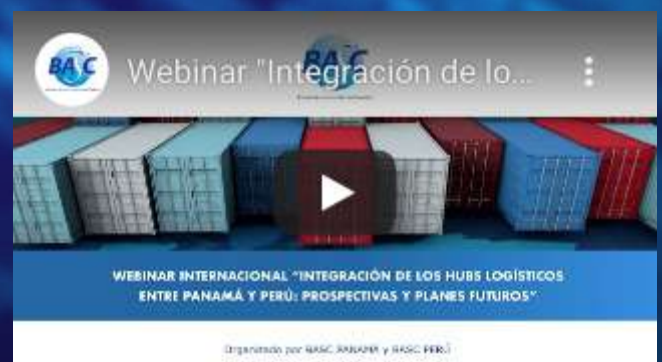 BASC
BASC
Webinar "Integración de lo...
WEBINAR INTERNACIONAL "INTEGRACIÓN DE LOS HUBS LOGÍSTICOS
ENTRE PANAMÁ Y PERÚ: PROSPECTIVAS Y PLANES FUTUROS"
Organizado por BASC PANAMÁ y BASC PERÚ